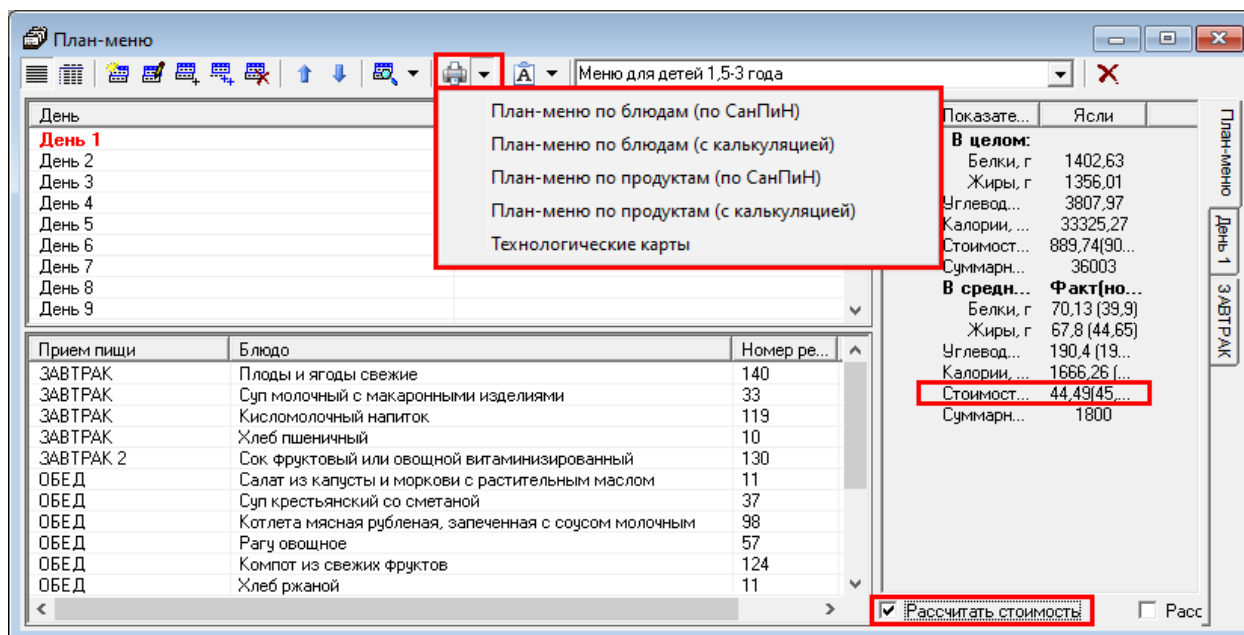 План-меню
Меню для детей 1,5-3 года
План-меню по блюдам (по СанПиН)
План-меню по блюдам (с калькуляцией)
План-меню по продуктам (по СанПиН)
План-меню по продуктам (с калькуляцией)
Технологические карты
День
День 1
День 2
День 3
День 4
День 5
День 6
День 7
День 8
День 9
Прием пищи Блюдо Номер ре...
ЗАВТРАК Плоды и ягоды свежие 140
ЗАВТРАК Суп молочный с макаронными изделиями 33
ЗАВТРАК Кисломолочный напиток 119
ЗАВТРАК Хлеб пшеничный 10
ЗАВТРАК 2 Сок фруктовый или овощной витаминизированный 130
ОБЕД Салат из капусты и моркови с растительным маслом 11
ОБЕД Суп крестьянский со сметаной 37
ОБЕД Котлета мясная рубленая, запеченная с соусом молочным 98
ОБЕД Рагу овощное 57
ОБЕД Компот из свежих фруктов 124
ОБЕД Хлеб ржаной 11
Показате... Ясли
В целом:
Белки, г 1402,63
Жиры, г 1356,01
Углевод... 3807,97
Калории, ... 33325,27
Стоимост... 889,74(90...
Суммарн... 36003
В средн... Факт(но...
Белки, г 70,13 (39,9)
Жиры, г 67,8 (44,65)
Углевод... 190,4 (19...
Калории, ... 1666,26 (...
Стоимост... 44,49(45,...
Суммарн... 1800
Рассчитать стоимость
Расс
План-меню
День 1
ЗАВТРАК